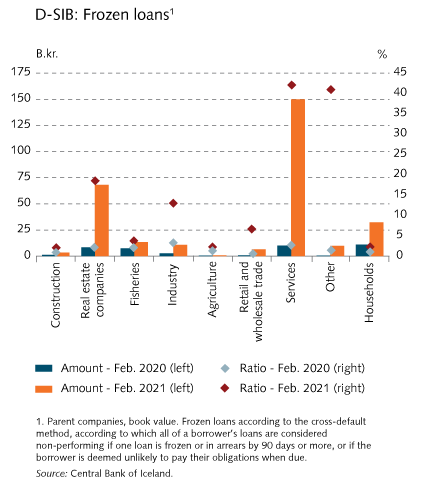 D-SIB: Frozen loans¹
B.kr.
%
175
150
125
100
75
50
25
0
45
40
35
30
25
20
15
10
5
0
Construction
Real estate
companies
Fisheries
Industry
Agriculture
Retail and
wholesale trade
Services
Other
Households
Amount - Feb. 2020 (left)
Ratio - Feb. 2020 (right)
Amount - Feb. 2021 (left)
Ratio - Feb. 2021 (right)
1. Parent companies, book value. Frozen loans according to the cross-default
method, according to which all of a borrower's loans are considered
non-performing if one loan is frozen or in arrears by 90 days or more, or if the
borrower is deemed unlikely to pay their obligations when due.
Source: Central Bank of Iceland.